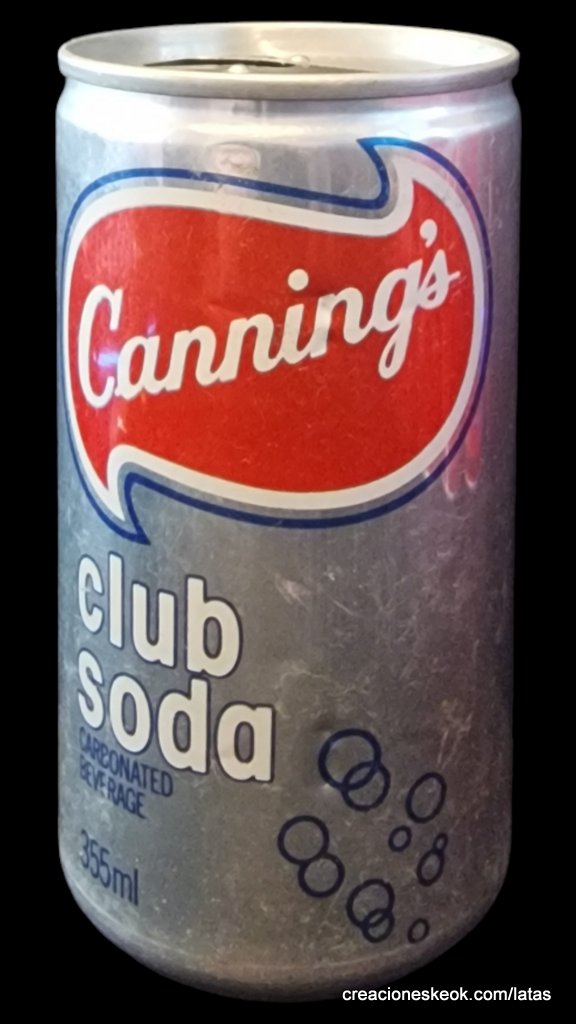 Canning's
club
soda
CARBONATED
BEVERAGE
355ml
creacioneskeok.com/latas